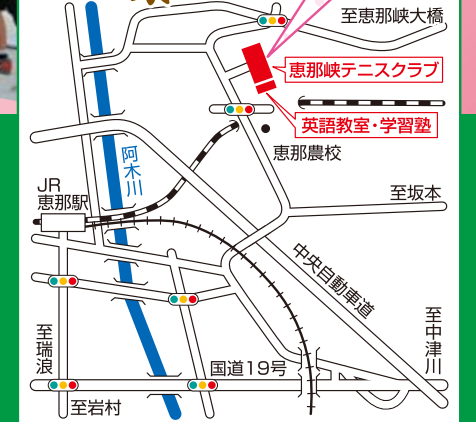 至恵那峡大橋
恵那峡テニスクラブ
英語教室・学習塾
恵那農校
阿木川
JR
恵那駅
至坂本
中央自動車道
至中津川
至瑞浪
国道19号
至岩村